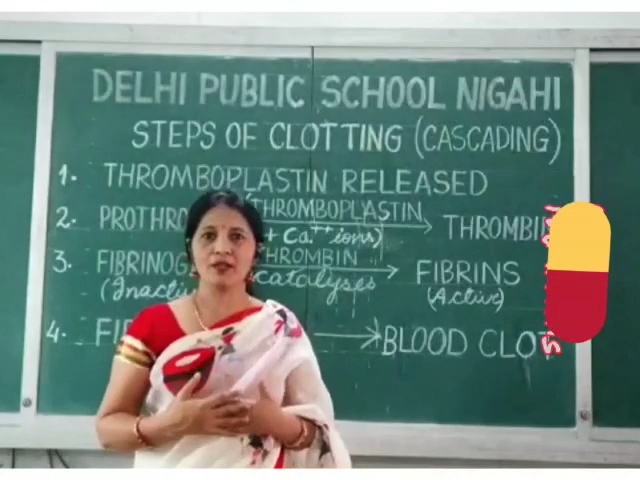 DELHI PUBLIC SCHOOL NIGAHI
STEPS OF CLOTTING (CASCADING)
1. THROMBOPLASTIN RELEASED
2. PROTHRO (THROMBOPLASTIN THROMBIN
+ Ca++ ions)
3. FIBRINOG THROMBIN FIBRINS
(Inacti catalyses (Active)
4. FI BLOOD CLOT